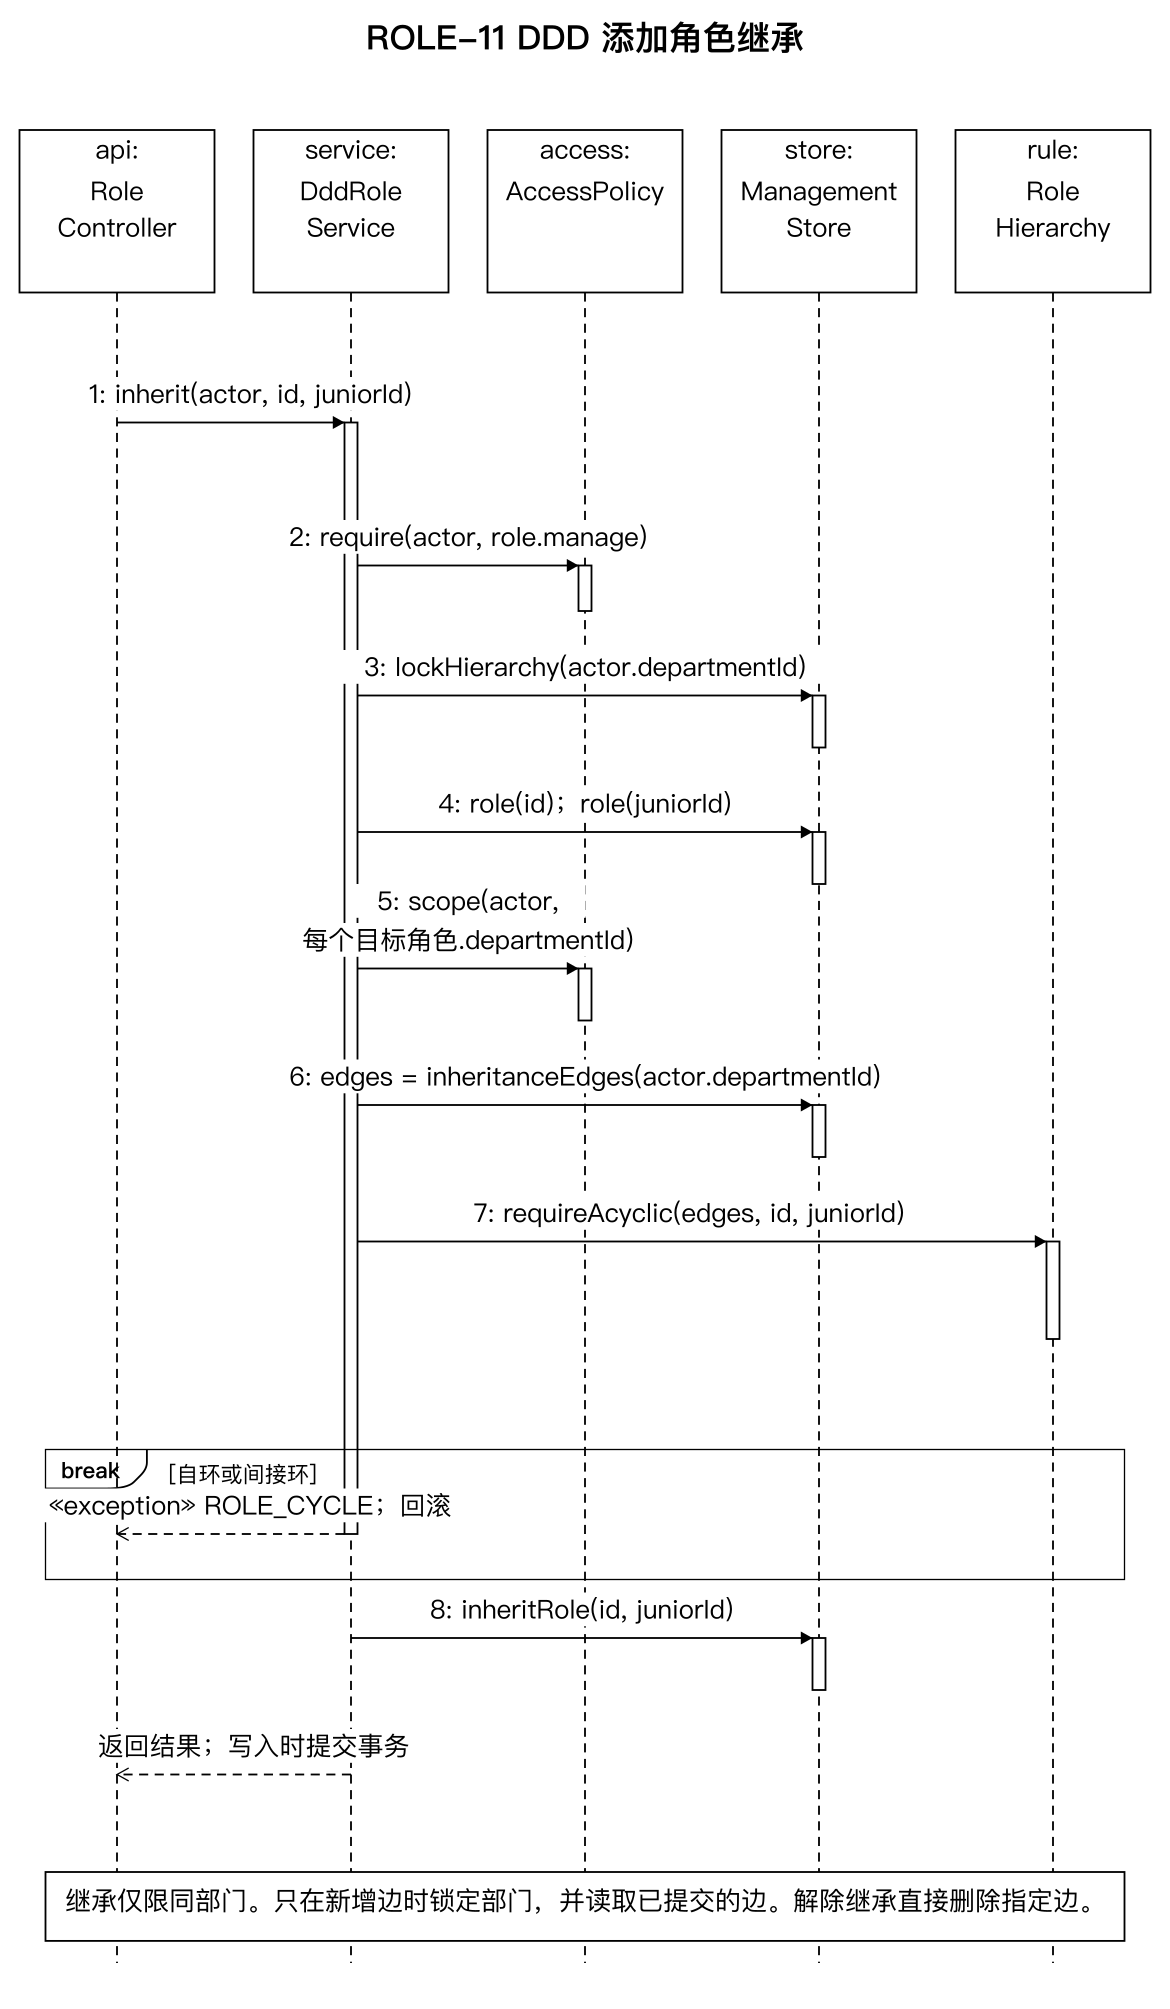 ROLE–11 DDD 添加角色继承
api:
Role
Controller
service:
DddRole
Service
access:
AccessPolicy
store:
Management
Store
rule:
Role
Hierarchy
1: inherit(actor, id, juniorId)
2: require(actor, role.manage)
3: lockHierarchy(actor.departmentId)
4: role(id)；role(juniorId)
5: scope(actor,
每个目标角色.departmentId)
6: edges = inheritanceEdges(actor.departmentId)
7: requireAcyclic(edges, id, juniorId)
break
[自环或间接环]
«exception» ROLE_CYCLE；回滚
8: inheritRole(id, juniorId)
返回结果；写入时提交事务
继承仅限同部门。只在新增边时锁定部门，并读取已提交的边。解除继承直接删除指定边。